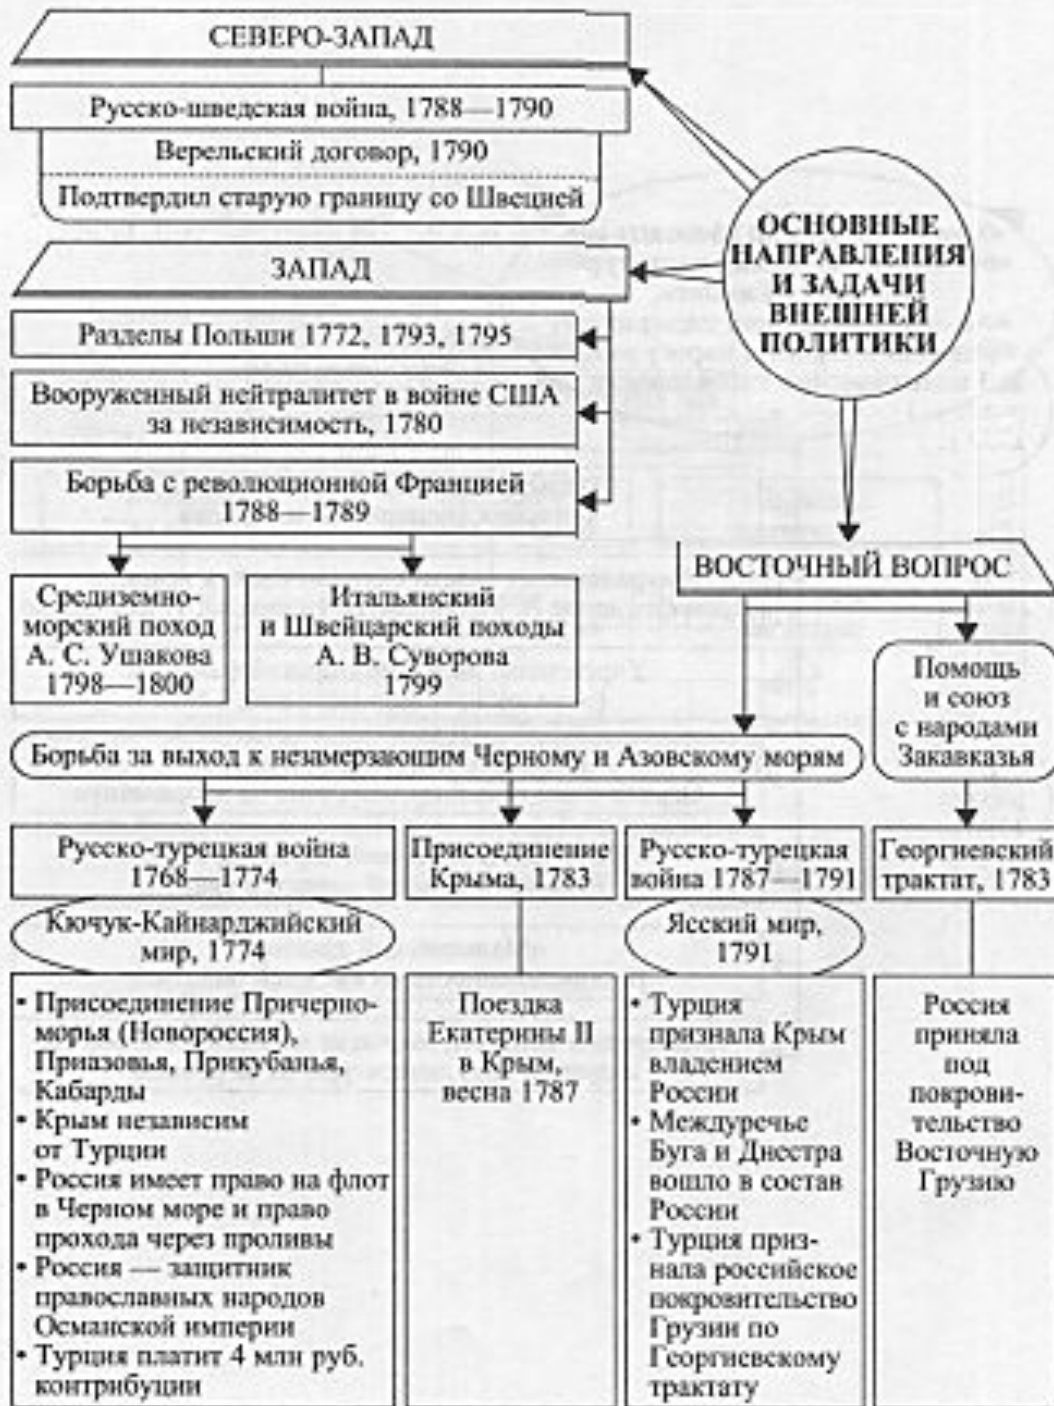 СЕВЕРО-ЗАПАД
Русско-шведская война, 1788—1790
Верельский договор, 1790
Подтвердил старую границу со Швецией
ОСНОВНЫЕ
НАПРАВЛЕНИЯ
И ЗАДАЧИ
ВНЕШНЕЙ
ПОЛИТИКИ
ЗАПАД
Разделы Польши 1772, 1793, 1795
Вооруженный нейтралитет в войне США
за независимость, 1780
Борьба с революционной Францией
1788—1789
Средиземно-
морский поход
А. С. Ушакова
1798—1800
Итальянский
и Швейцарский походы
А. В. Суворова
1799
ВОСТОЧНЫЙ ВОПРОС
Помощь
и союз
с народами
Закавказья
Борьба за выход к незамерзающим Черному и Азовскому морям
Русско-турецкая война
1768—1774
Кючук-Кайнарджийский
мир, 1774
• Присоединение Причерно-
морья (Новороссия),
Приазовья, Прикубанья,
Кабарды
• Крым независим
от Турции
• Россия имеет право на флот
в Черном море и право
прохода через проливы
• Россия — защитник
православных народов
Османской империи
• Турция платит 4 млн руб.
контрибуции
Присоединение
Крыма, 1783
Поездка
Екатерины II
в Крым,
весна 1787
Русско-турецкая
война 1787—1791
Ясский мир,
1791
• Турция
признала Крым
владением
России
• Междуречье
Буга и Днестра
вошло в состав
России
• Турция приз-
нала российское
покровительство
Грузии по
Георгиевскому
трактату
Георгиевский
трактат, 1783
Россия
приняла
под
покрови-
тельство
Восточную
Грузию